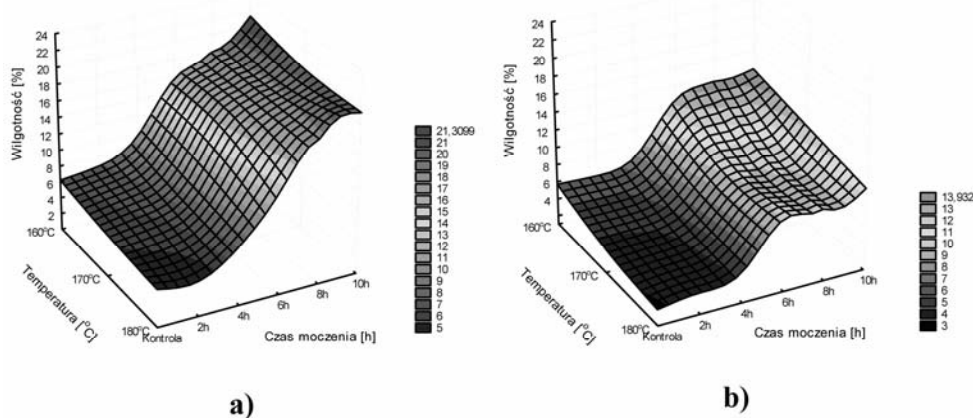 24
22
20
18
16
14
12
10
8
6
4
2
Wilgotność [%]
160°C
170°C
180°C
Temperatura [°C]
Kontrola
2h
4h
6h
8h
10h
Czas moczenia [h]
21,3099
21
20
19
18
17
16
15
14
13
12
11
10
9
8
7
6
5
a)
24
22
20
18
16
14
12
10
8
6
4
Wilgotność [%]
160°C
170°C
180°C
Temperatura [°C]
Kontrola
2h
4h
6h
8h
10h
Czas moczenia [h]
13,932
13
12
11
10
9
8
7
6
5
4
3
b)